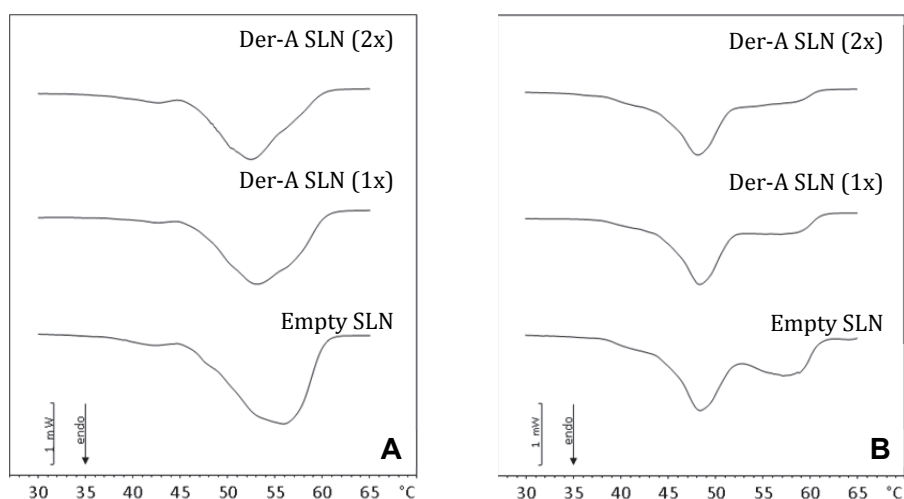 Der-A SLN (2x)
Der-A SLN (1x)
Empty SLN
1 mW
endo
A
30 35 40 45 50 55 60 65 °C
Der-A SLN (2x)
Der-A SLN (1x)
Empty SLN
1 mW
endo
B
30 35 40 45 50 55 60 65 °C